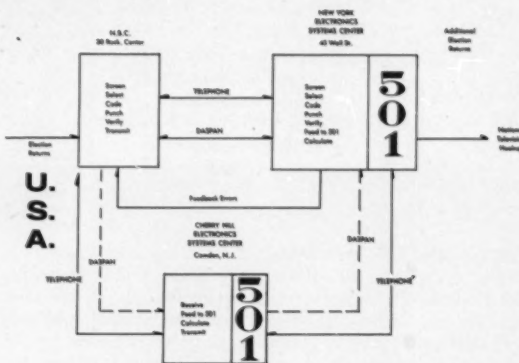 N.B.C.
30 Rock. Center
NEW YORK
ELECTRONICS
SYSTEMS CENTER
45 Wall St.
Additional
Election
Returns
Screen
Select
Code
Punch
Verify
Transmit
TELEPHONE
DASPAN
Screen
Select
Code
Punch
Verify
Feed to 501
Calculate
501
Election
Returns
Feedback Errors
U.
S.
A.
CHERRY HILL
ELECTRONICS
SYSTEMS CENTER
Camden, N.J.
DASPAN
TELEPHONE
Receive
Feed to 501
Calculate
Transmit
501
DASPAN
TELEPHONE